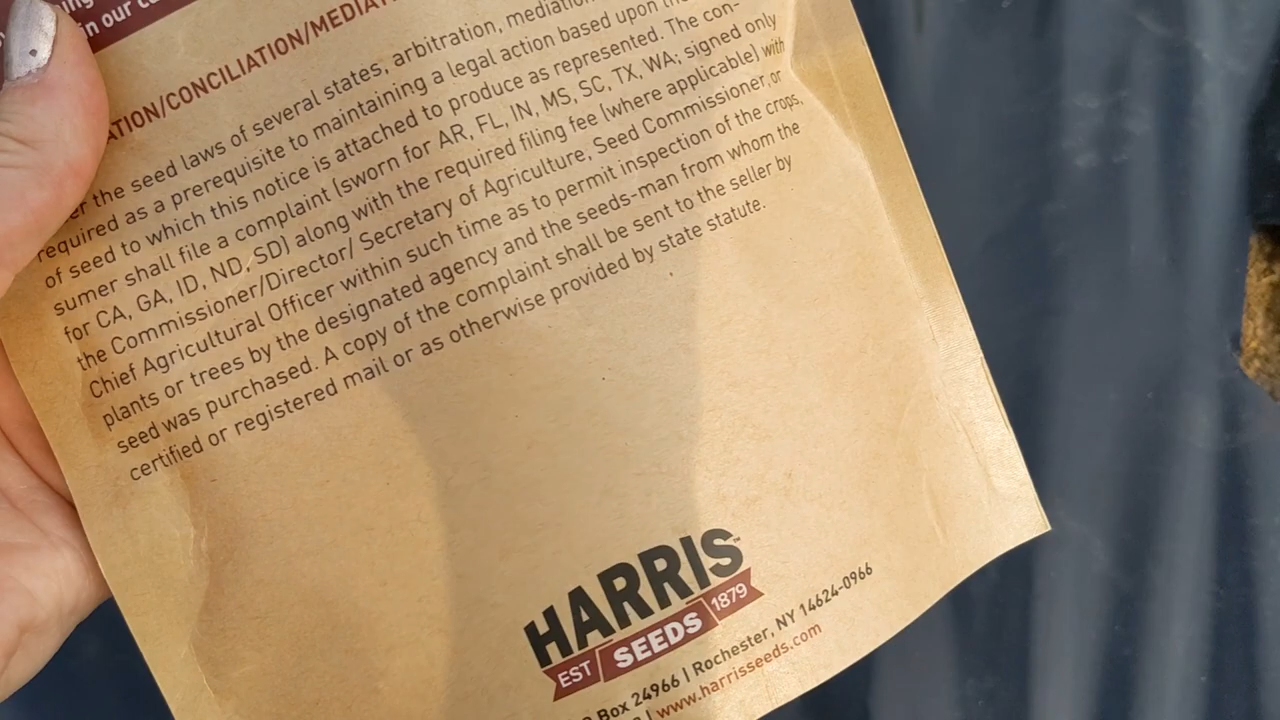 in our
ATION/CONCILIATION/MEDIAT
the seed laws of several states, arbitration, mediation
required as a prerequisite to maintaining a legal action based upon
of seed to which this notice is attached to produce as represented. The con-
sumer shall file a complaint (sworn for AR, FL, IN, MS, SC, TX, WA; signed only
for CA, GA, ID, ND, SD) along with the required filing fee (where applicable) with
the Commissioner/Director/ Secretary of Agriculture, Seed Commissioner, or
Chief Agricultural Officer within such time as to permit inspection of the crops,
plants or trees by the designated agency and the seeds-man from whom the
seed was purchased. A copy of the complaint shall be sent to the seller by
certified or registered mail or as otherwise provided by state statute.
HARRIS™
EST SEEDS 1879
Box 24966 | Rochester, NY 14624-0966
| www.harrisseeds.com